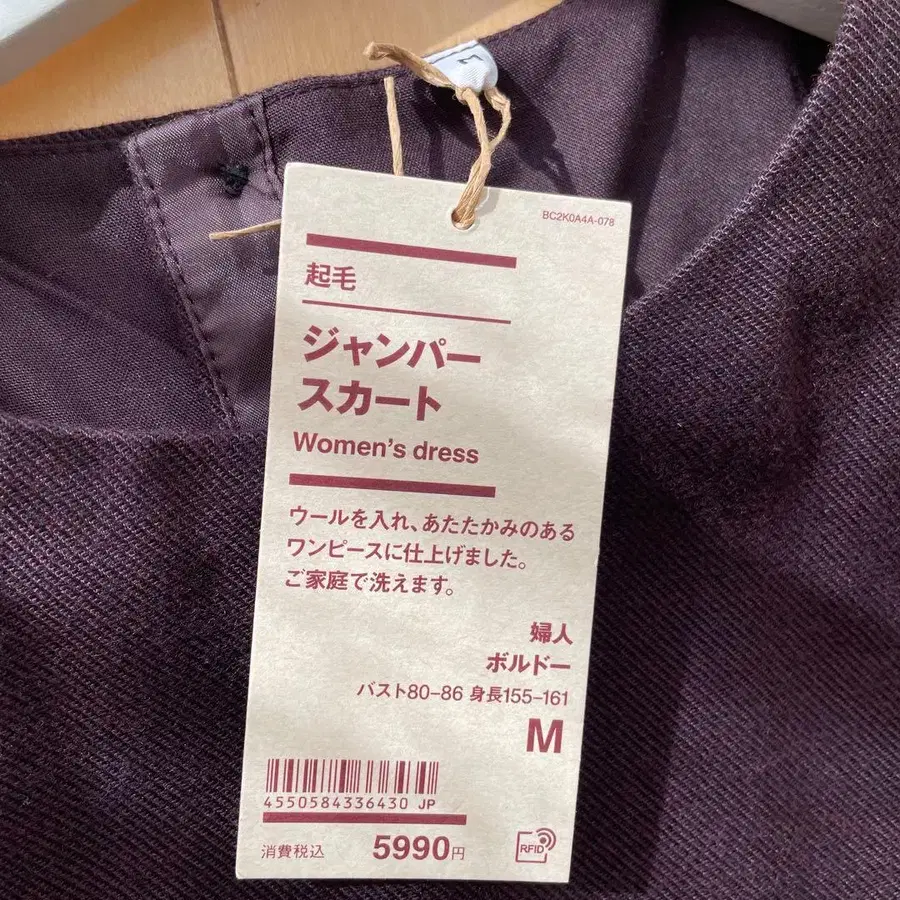 BC2K0A4A-078
起毛
ジャンパー
スカート
Women's dress
ウールを入れ、あたたかみのある
ワンピースに仕上げました。
ご家庭で洗えます。
婦人
ボルドー
バスト80-86 身長155-161
M
4550584336430 JP
消費税込 5990円
RFID